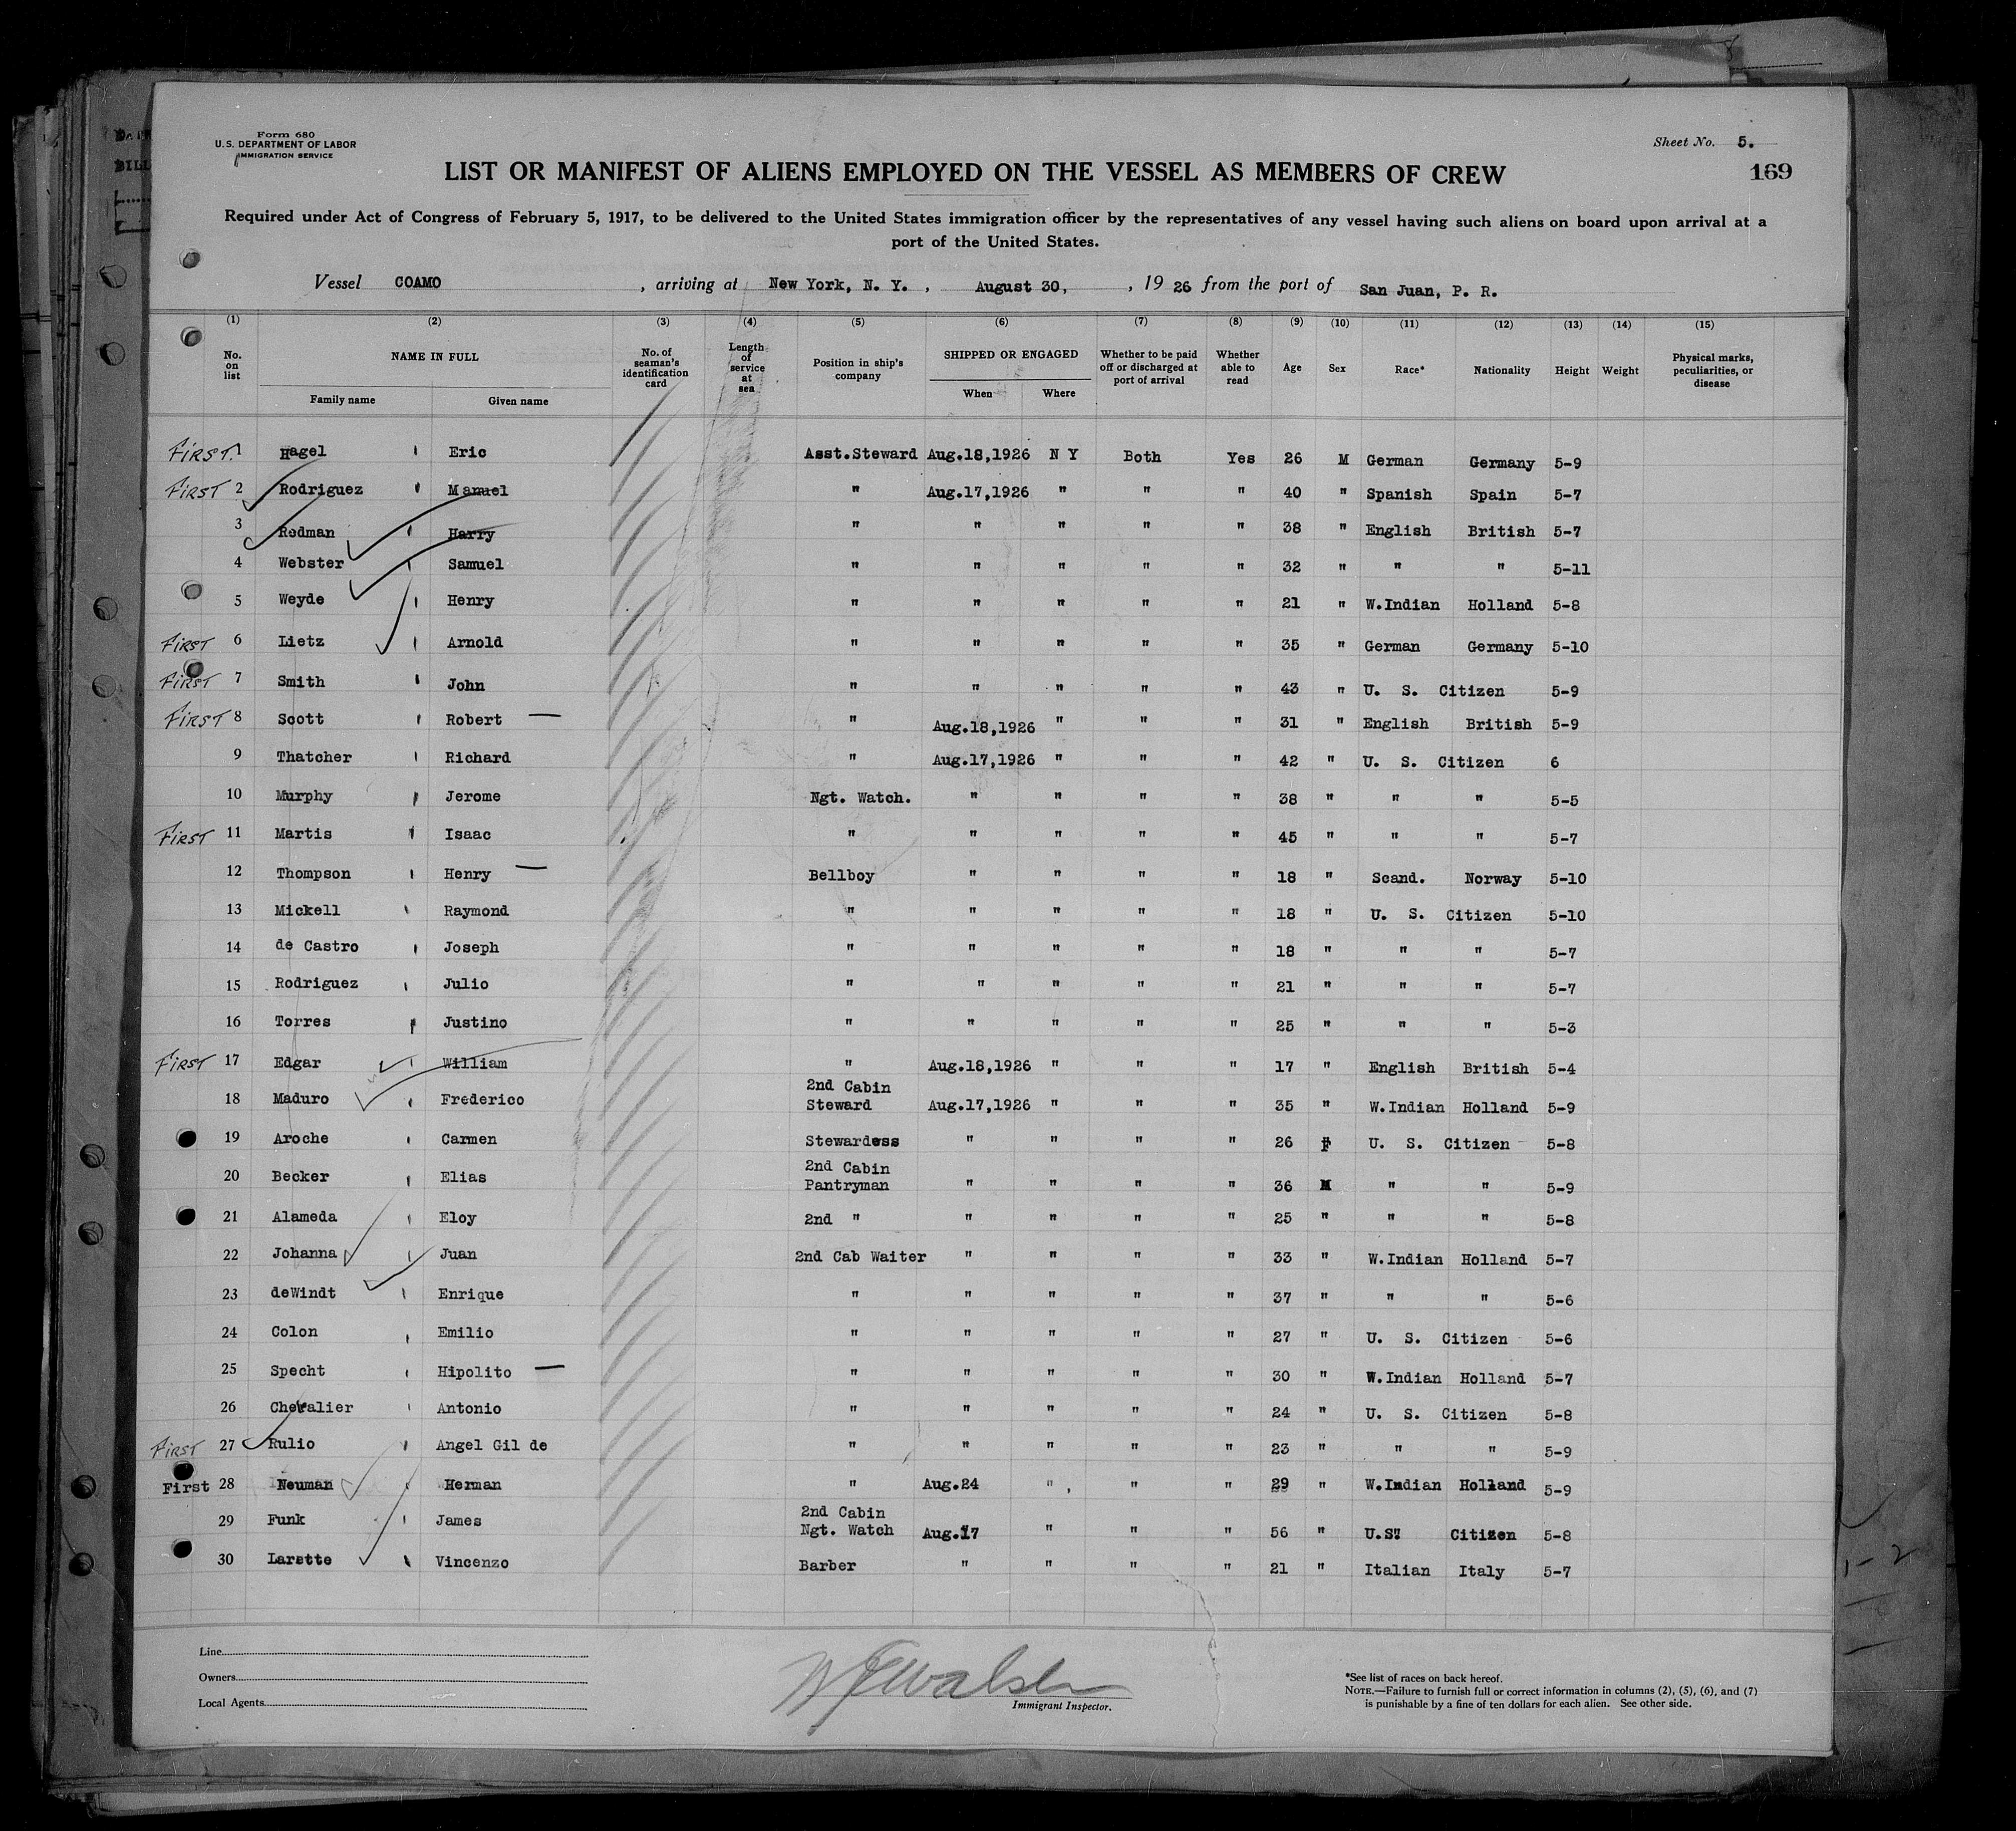 Form 680
U.S. DEPARTMENT OF LABOR
IMMIGRATION SERVICE
Sheet No. 5.
169
LIST OR MANIFEST OF ALIENS EMPLOYED ON THE VESSEL AS MEMBERS OF CREW
Required under Act of Congress of February 5, 1917, to be delivered to the United States immigration officer by the representatives of any vessel having such aliens on board upon arrival at a
port of the United States.
Vessel COAMO , arriving at New York, N. Y. , August 30, , 19 26 from the port of San Juan, P. R.
(1) (2) (3) (4) (5) (6) (7) (8) (9) (10) (11) (12) (13) (14) (15)
No. on list NAME IN FULL Family name Given name No. of seaman's identification card Length of service at sea Position in ship's company SHIPPED OR ENGAGED When Where Whether to be paid off or discharged at port of arrival Whether able to read Age Sex Race* Nationality Height Weight Physical marks, peculiarities, or disease
FIRST. 1 Hagel Eric Asst.Steward Aug.18,1926 N Y Both Yes 26 M German Germany 5-9
FIRST 2 Rodriguez Manuel " Aug.17,1926 " " " 40 " Spanish Spain 5-7
3 Redman Harry " " " " " 38 " English British 5-7
4 Webster Samuel " " " " " 32 " " " 5-11
5 Weyde Henry " " " " " 21 " W.Indian Holland 5-8
FIRST 6 Lietz Arnold " " " " " 35 " German Germany 5-10
FIRST 7 Smith John " " " " " 43 " U. S. Citizen 5-9
FIRST 8 Scott Robert — " Aug.18,1926 " " " 31 " English British 5-9
9 Thatcher Richard " Aug.17,1926 " " " 42 " U. S. Citizen 6
10 Murphy Jerome Ngt. Watch. " " " " 38 " " " 5-5
FIRST 11 Martis Isaac " " " " " 45 " " " 5-7
12 Thompson Henry — Bellboy " " " " 18 " Scand. Norway 5-10
13 Mickell Raymond " " " " " 18 " U. S. Citizen 5-10
14 de Castro Joseph " " " " " 18 " " " 5-7
15 Rodriguez Julio " " " " " 21 " " " 5-7
16 Torres Justino " " " " " 25 " " " 5-3
FIRST 17 Edgar William " Aug.18,1926 " " " 17 " English British 5-4
18 Maduro Frederico 2nd Cabin Steward Aug.17,1926 " " " 35 " W.Indian Holland 5-9
19 Aroche Carmen Stewardess " " " " 26 F U. S. Citizen 5-8
20 Becker Elias 2nd Cabin Pantryman " " " " 36 M " " 5-9
21 Alameda Eloy 2nd " " " " " 25 " " " 5-8
22 Johanna Juan 2nd Cab Waiter " " " " 33 " W.Indian Holland 5-7
23 deWindt Enrique " " " " " 37 " " " 5-6
24 Colon Emilio " " " " " 27 " U. S. Citizen 5-6
25 Specht Hipolito — " " " " " 30 " W.Indian Holland 5-7
26 Chevalier Antonio " " " " " 24 " U. S. Citizen 5-8
FIRST 27 Rulio Angel Gil de " " " " " 23 " " " 5-9
First 28 Neuman Herman " Aug.24 " , " " 29 " W.Indian Holland 5-9
29 Funk James 2nd Cabin Ngt. Watch Aug.17 " " " 56 " U.S" Citizen 5-8
30 Larette Vincenzo Barber " " " " 21 " Italian Italy 5-7
Line
Owners
Local Agents
Walsh
Immigrant Inspector.
*See list of races on back hereof.
NOTE.—Failure to furnish full or correct information in columns (2), (5), (6), and (7)
is punishable by a fine of ten dollars for each alien. See other side.